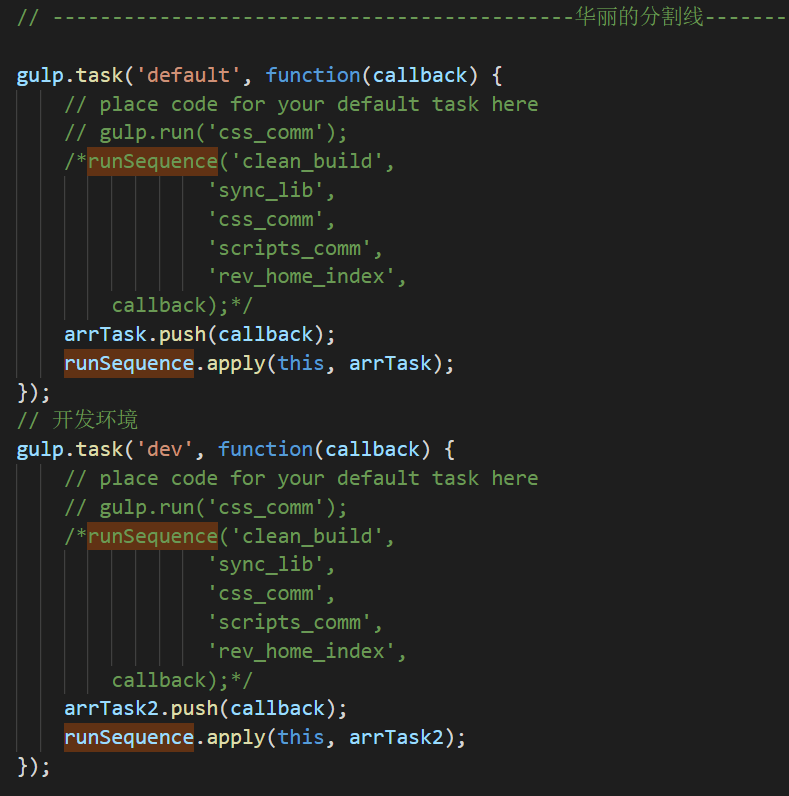 // --------------------------------------------华丽的分割线-------
gulp.task('default', function(callback) {
    // place code for your default task here
    // gulp.run('css_comm');
    /*runSequence('clean_build',
                'sync_lib',
                'css_comm',
                'scripts_comm',
                'rev_home_index',
        callback);*/
    arrTask.push(callback);
    runSequence.apply(this, arrTask);
});
// 开发环境
gulp.task('dev', function(callback) {
    // place code for your default task here
    // gulp.run('css_comm');
    /*runSequence('clean_build',
                'sync_lib',
                'css_comm',
                'scripts_comm',
                'rev_home_index',
        callback);*/
    arrTask2.push(callback);
    runSequence.apply(this, arrTask2);
});